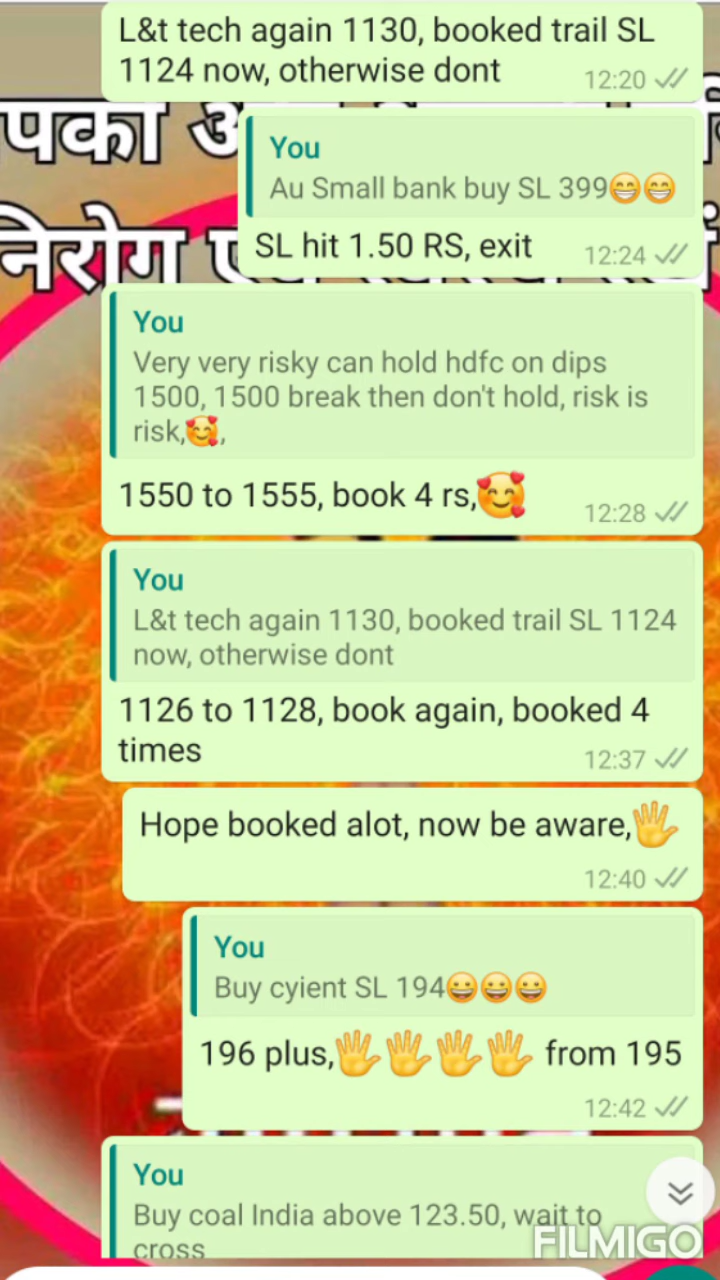 L&t tech again 1130, booked trail SL
1124 now, otherwise dont
12:20
पका
You
Au Small bank buy SL 399😁😁
निरोग
SL hit 1.50 RS, exit
12:24
You
Very very risky can hold hdfc on dips
1500, 1500 break then don't hold, risk is
risk,🥰,
1550 to 1555, book 4 rs,🥰
12:28
You
L&t tech again 1130, booked trail SL 1124
now, otherwise dont
1126 to 1128, book again, booked 4
times
12:37
Hope booked alot, now be aware,🖐
12:40
You
Buy cyient SL 194😀😀😀
196 plus,🖐🖐🖐🖐 from 195
12:42
You
Buy coal India above 123.50, wait to
cross
FILMIGO